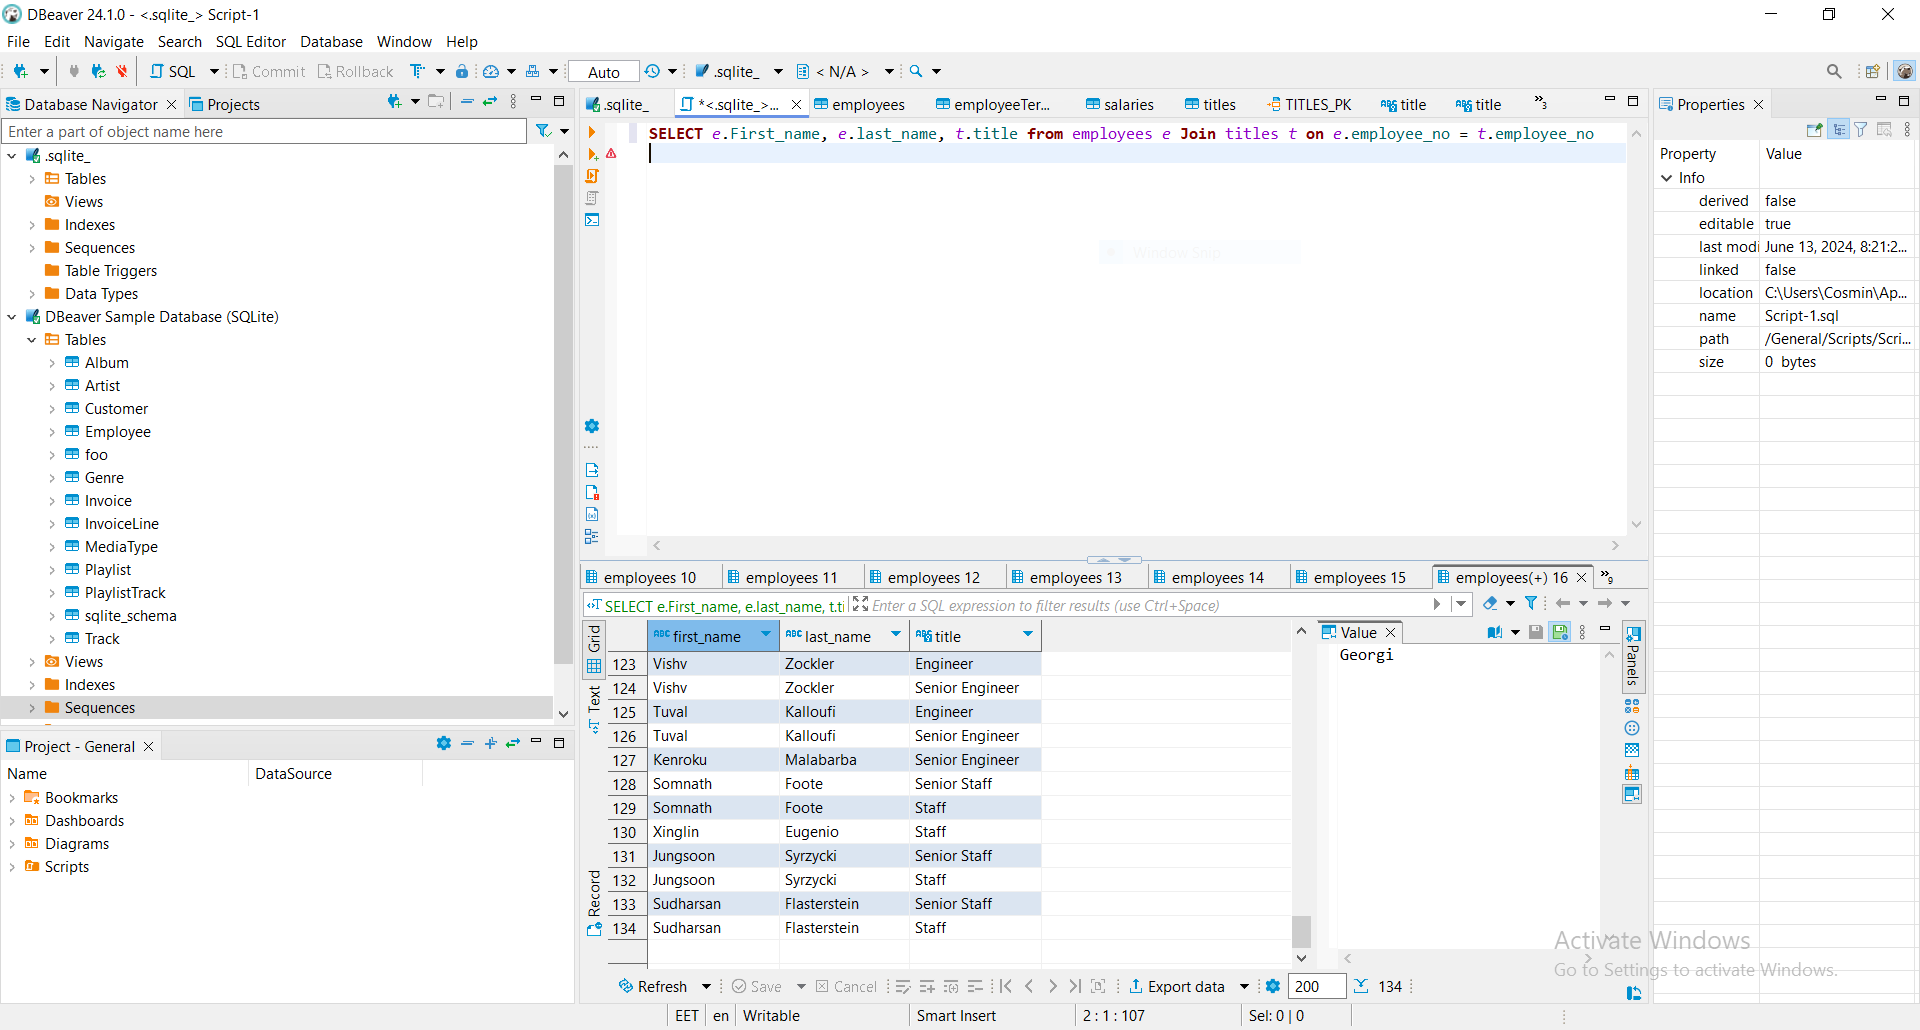 DBeaver 24.1.0 - <.sqlite_> Script-1
File Edit Navigate Search SQL Editor Database Window Help
SQL Commit Rollback Auto .sqlite_ < N/A >
Database Navigator Projects
Enter a part of object name here
.sqlite_
Tables
Views
Indexes
Sequences
Table Triggers
Data Types
DBeaver Sample Database (SQLite)
Tables
Album
Artist
Customer
Employee
foo
Genre
Invoice
InvoiceLine
MediaType
Playlist
PlaylistTrack
sqlite_schema
Track
Views
Indexes
Sequences
Project - General
Name DataSource
Bookmarks
Dashboards
Diagrams
Scripts
.sqlite_ *<.sqlite_>... employees employeeTer... salaries titles TITLES_PK title title »3
SELECT e.First_name, e.last_name, t.title from employees e Join titles t on e.employee_no = t.employee_no
Window Snip
employees 10 employees 11 employees 12 employees 13 employees 14 employees 15 employees(+) 16 »9
SELECT e.First_name, e.last_name, t.ti Enter a SQL expression to filter results (use Ctrl+Space)
Grid
Text
Record
ABC first_name ABC last_name ABC title
123 Vishv Zockler Engineer
124 Vishv Zockler Senior Engineer
125 Tuval Kalloufi Engineer
126 Tuval Kalloufi Senior Engineer
127 Kenroku Malabarba Senior Engineer
128 Somnath Foote Senior Staff
129 Somnath Foote Staff
130 Xinglin Eugenio Staff
131 Jungsoon Syrzycki Senior Staff
132 Jungsoon Syrzycki Staff
133 Sudharsan Flasterstein Senior Staff
134 Sudharsan Flasterstein Staff
Value
Georgi
Panels
Refresh Save Cancel Export data 200 134
Properties
Property Value
Info
derived false
editable true
last modi June 13, 2024, 8:21:2...
linked false
location C:\Users\Cosmin\Ap...
name Script-1.sql
path /General/Scripts/Scri...
size 0 bytes
Activate Windows
Go to Settings to activate Windows.
EET en Writable Smart Insert 2 : 1 : 107 Sel: 0 | 0